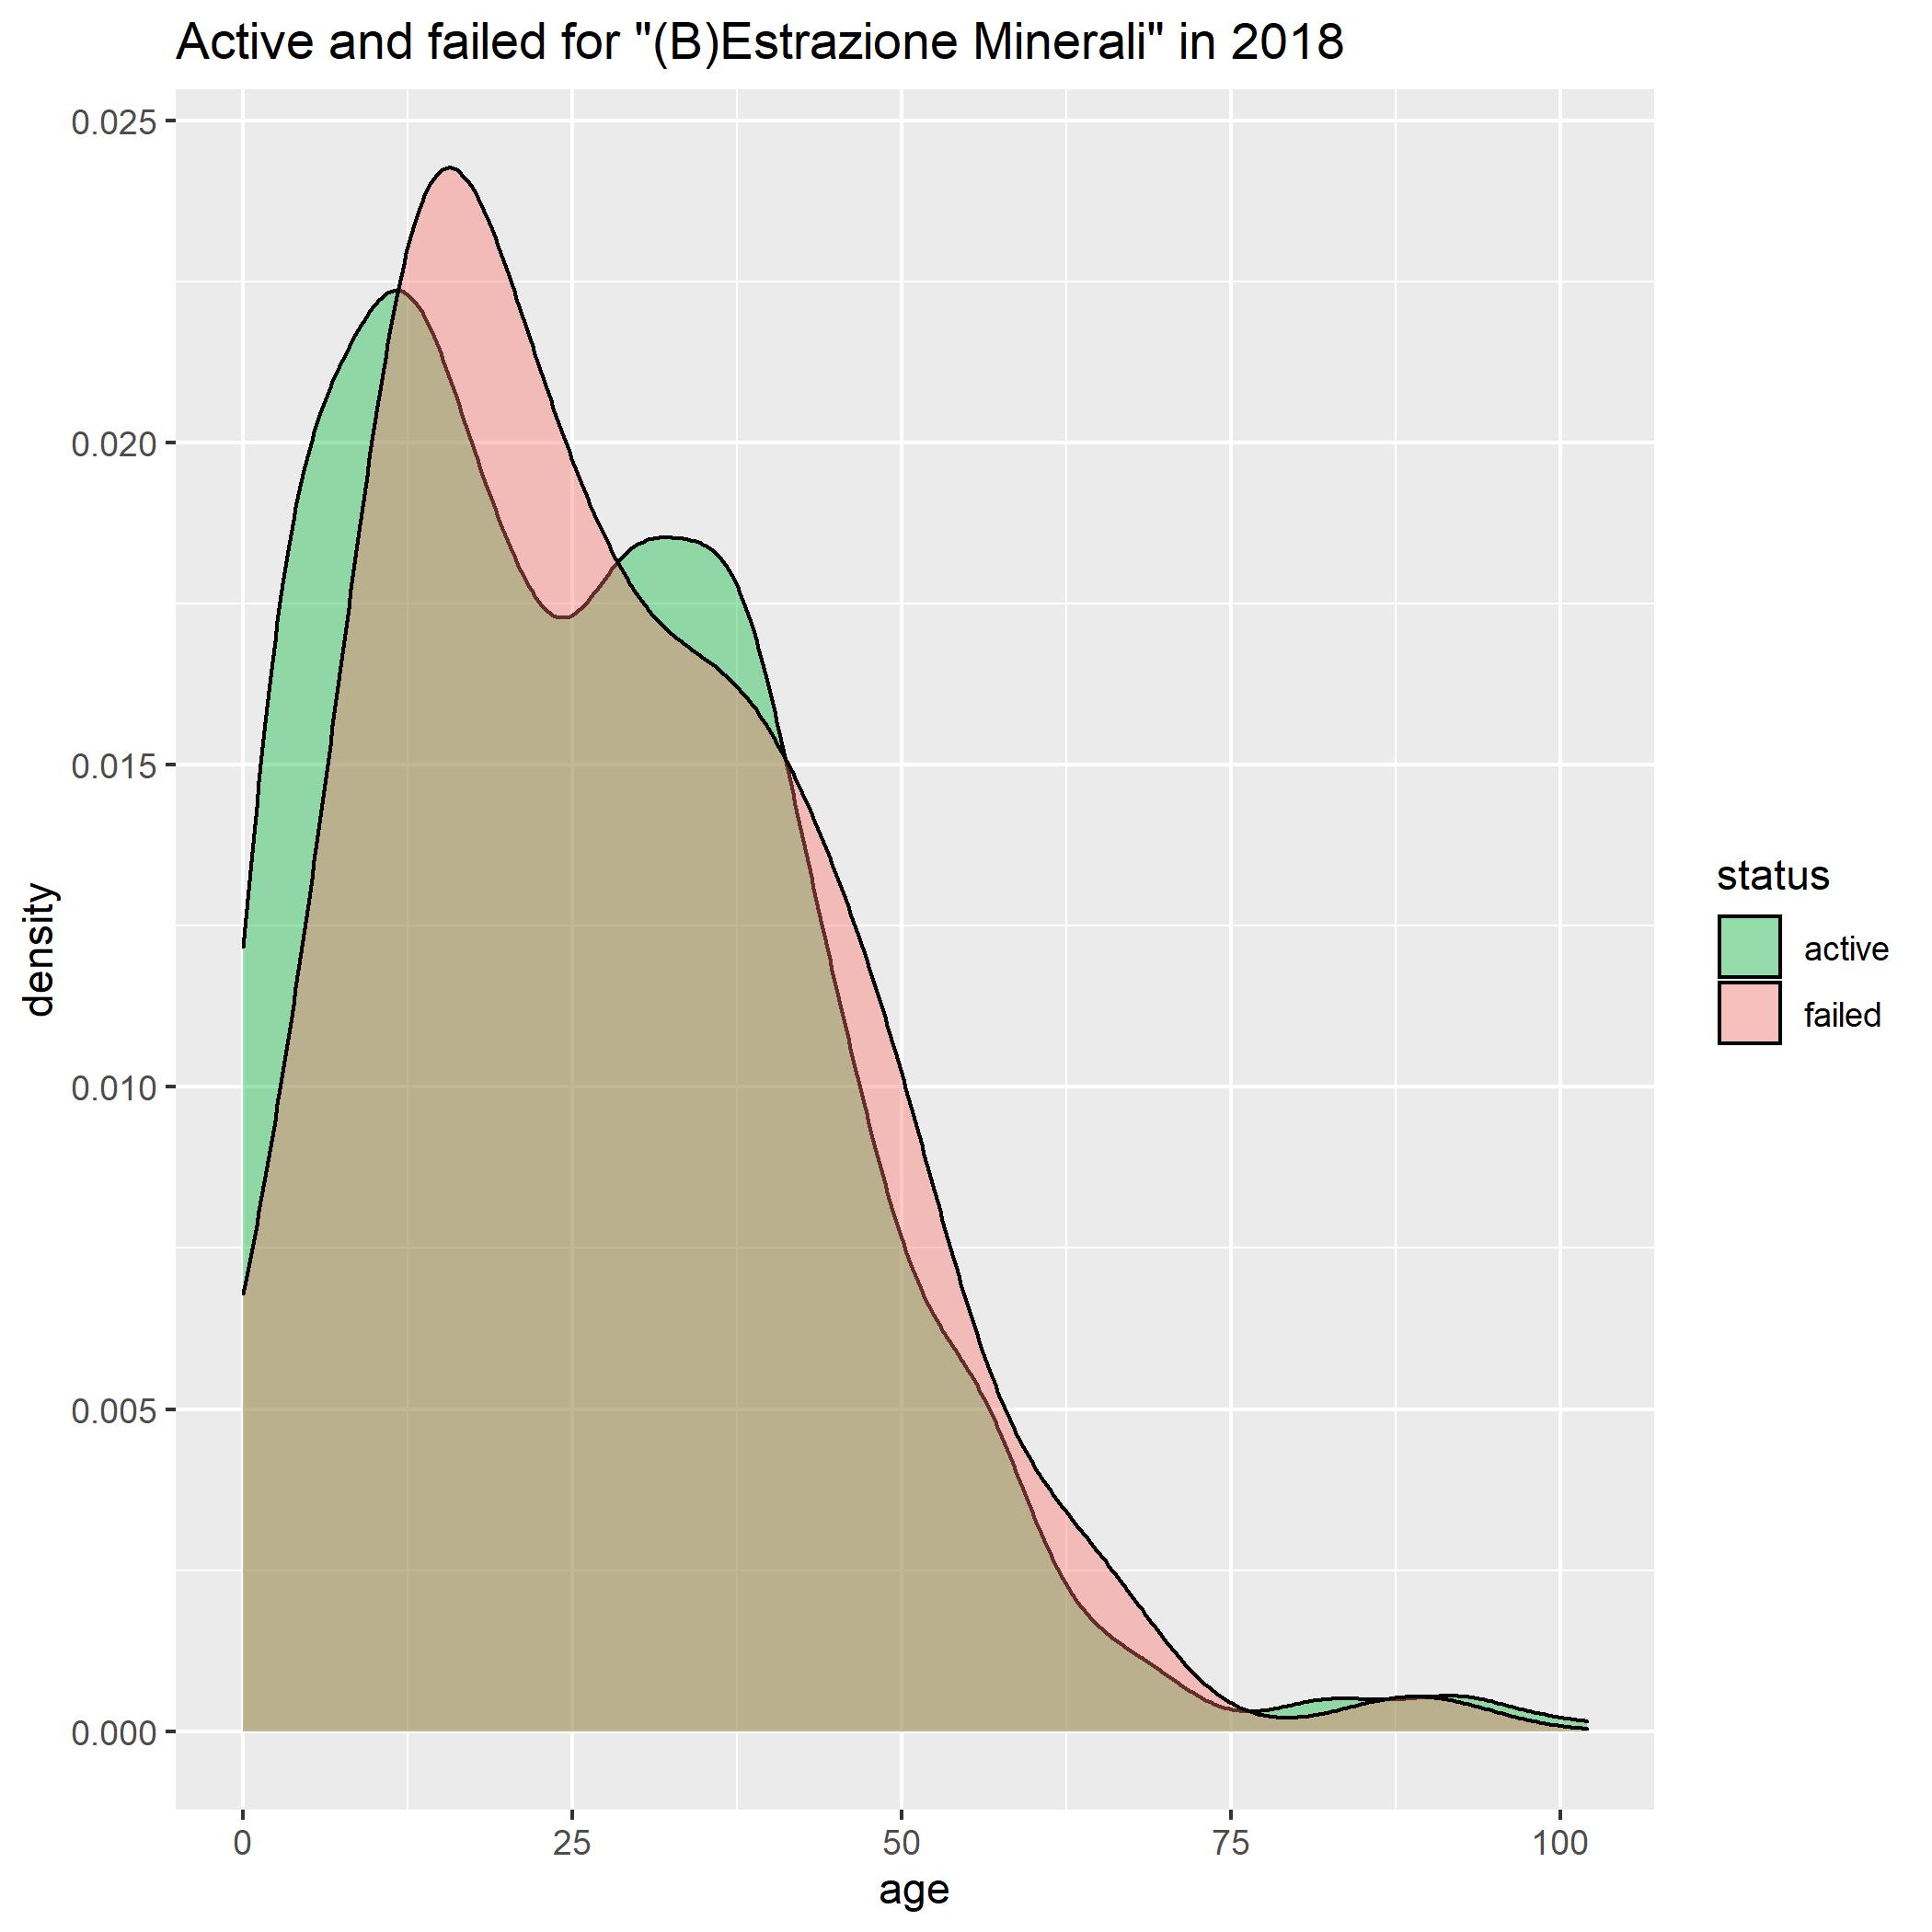 Active and failed for "(B)Estrazione Minerali" in 2018
0.025
0.020
0.015
0.010
0.005
0.000
density
0 25 50 75 100
age
status
active
failed